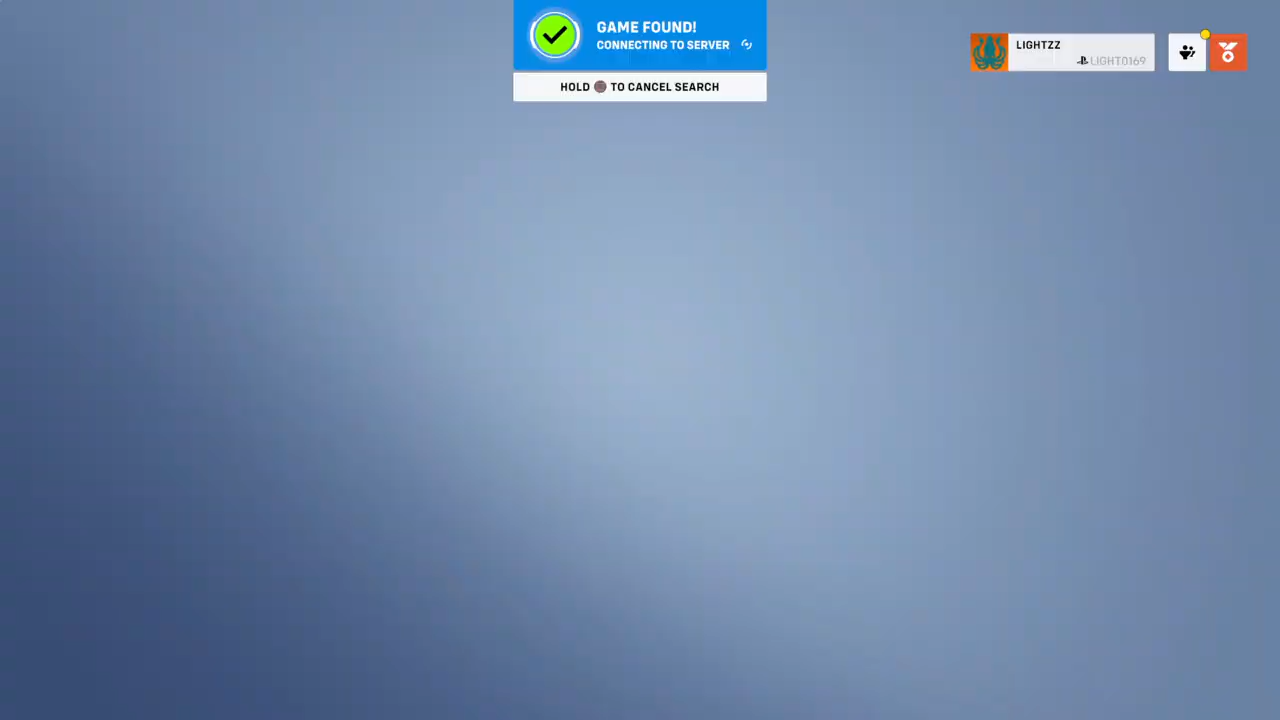 GAME FOUND!
CONNECTING TO SERVER
HOLD TO CANCEL SEARCH
LIGHTZZ
LIGHT0169